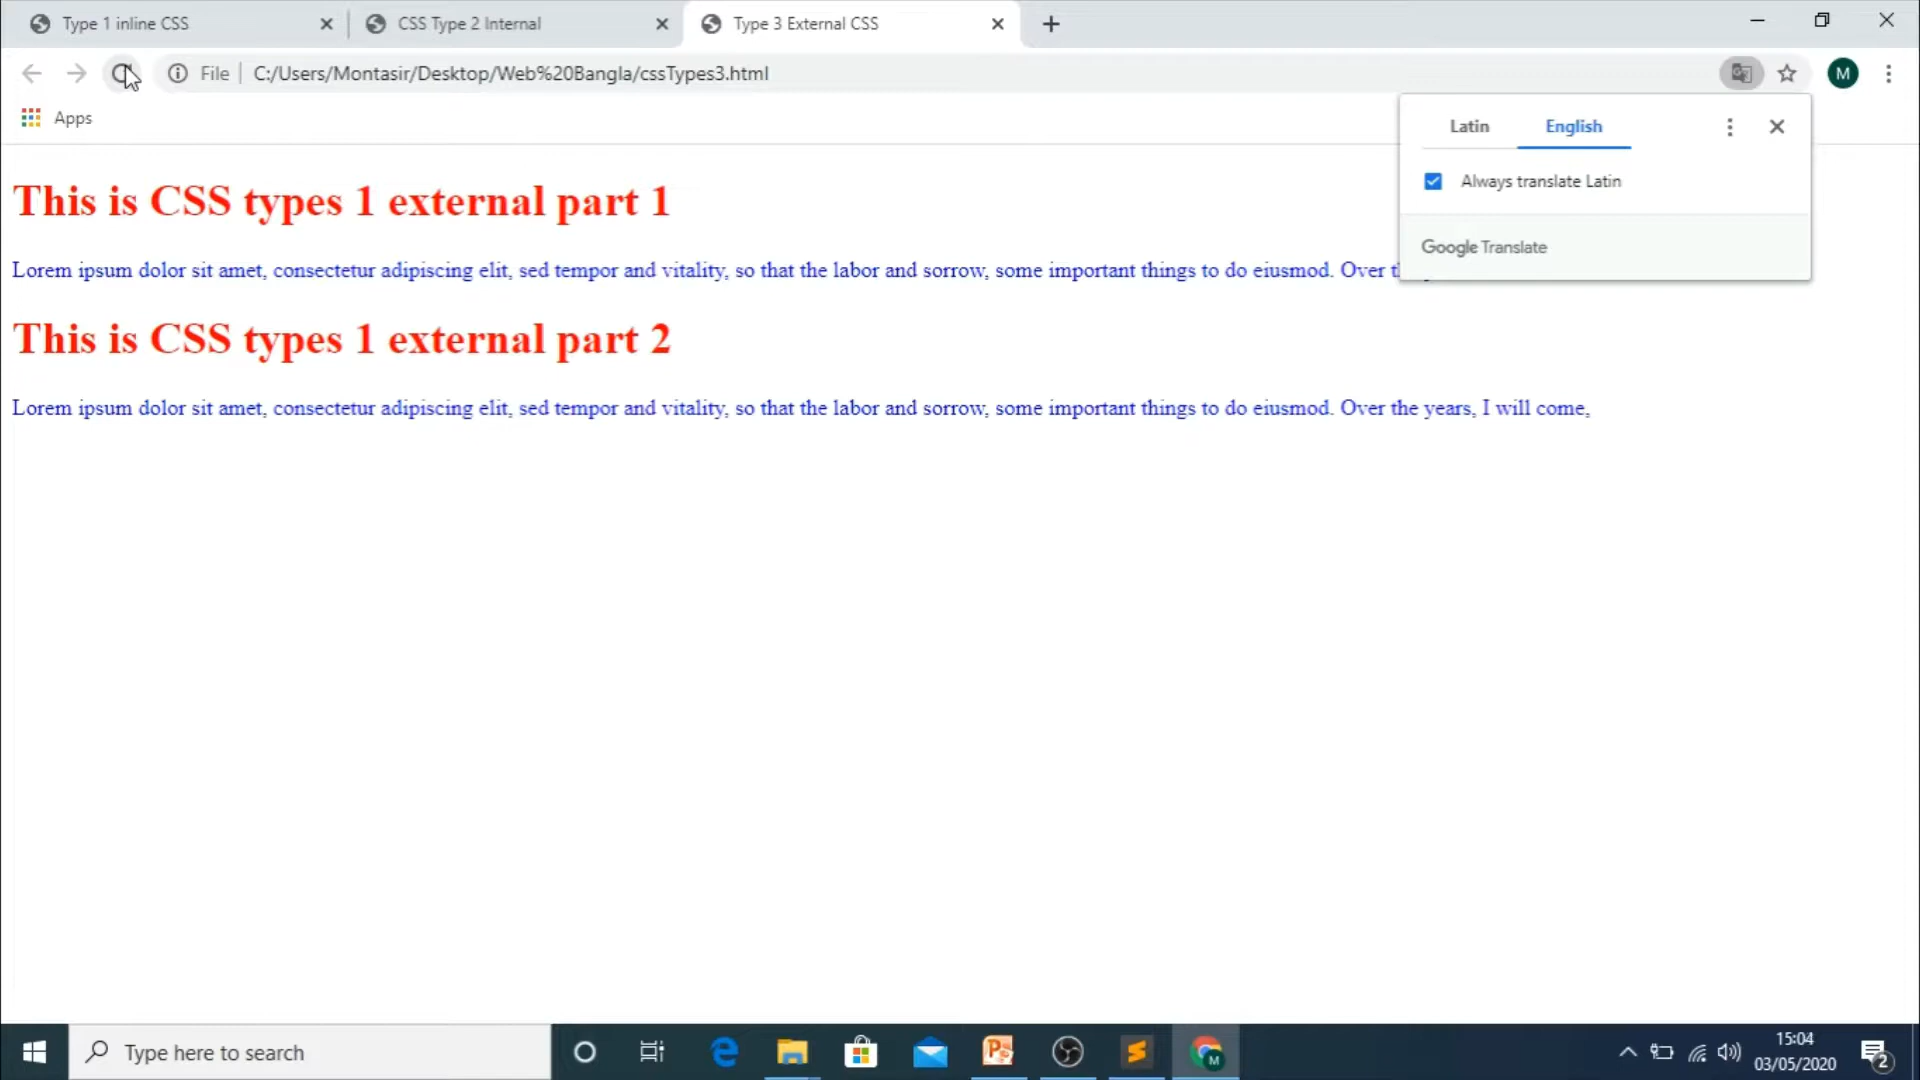 Type 1 inline CSS
CSS Type 2 Internal
Type 3 External CSS
File
C:/Users/Montasir/Desktop/Web%20Bangla/cssTypes3.html
M
Apps
Latin
English
Always translate Latin
Google Translate
This is CSS types 1 external part 1
Lorem ipsum dolor sit amet, consectetur adipiscing elit, sed tempor and vitality, so that the labor and sorrow, some important things to do eiusmod. Over
This is CSS types 1 external part 2
Lorem ipsum dolor sit amet, consectetur adipiscing elit, sed tempor and vitality, so that the labor and sorrow, some important things to do eiusmod. Over the years, I will come,
Type here to search
M
15:04
03/05/2020
2